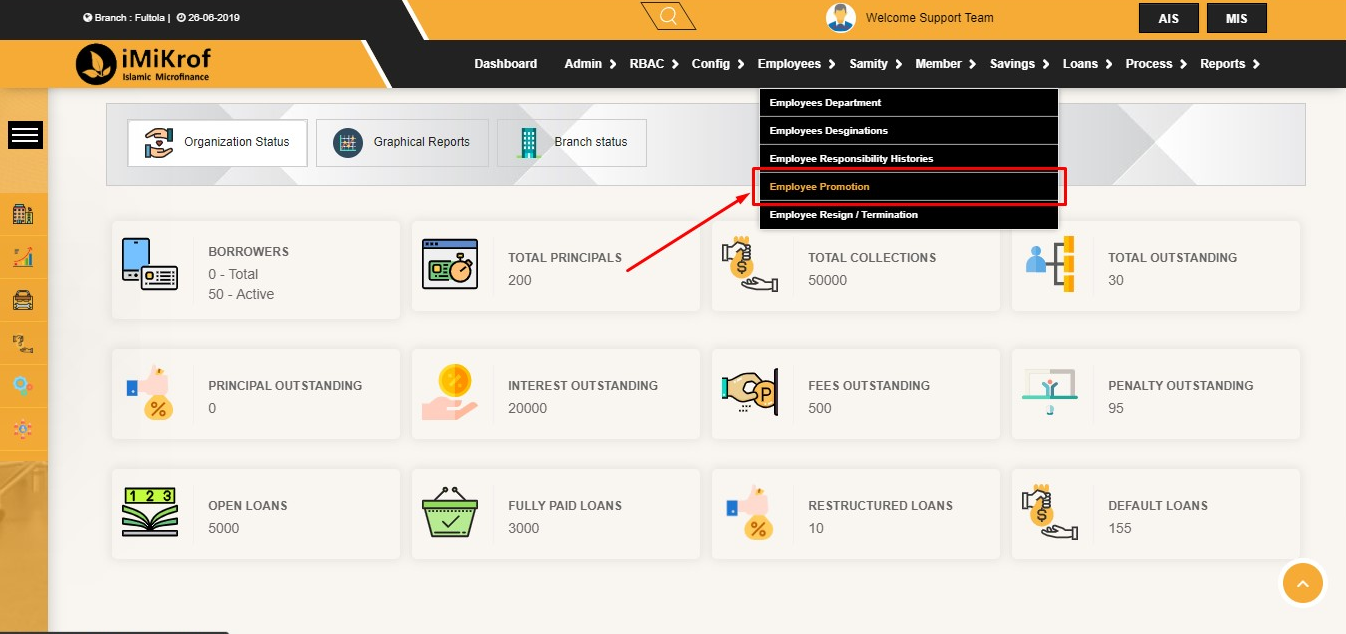 Branch : Fultola | 26-06-2019
Welcome Support Team
AIS
MIS
iMiKrof
Islamic Microfinance
Dashboard Admin RBAC Config Employees Samity Member Savings Loans Process Reports
Employees Department
Employees Desginations
Employee Responsibility Histories
Employee Promotion
Employee Resign / Termination
Organization Status
Graphical Reports
Branch status
BORROWERS
0 - Total
50 - Active
TOTAL PRINCIPALS
200
TOTAL COLLECTIONS
50000
TOTAL OUTSTANDING
30
PRINCIPAL OUTSTANDING
0
INTEREST OUTSTANDING
20000
FEES OUTSTANDING
500
PENALTY OUTSTANDING
95
1 2 3
OPEN LOANS
5000
FULLY PAID LOANS
3000
RESTRUCTURED LOANS
10
DEFAULT LOANS
155